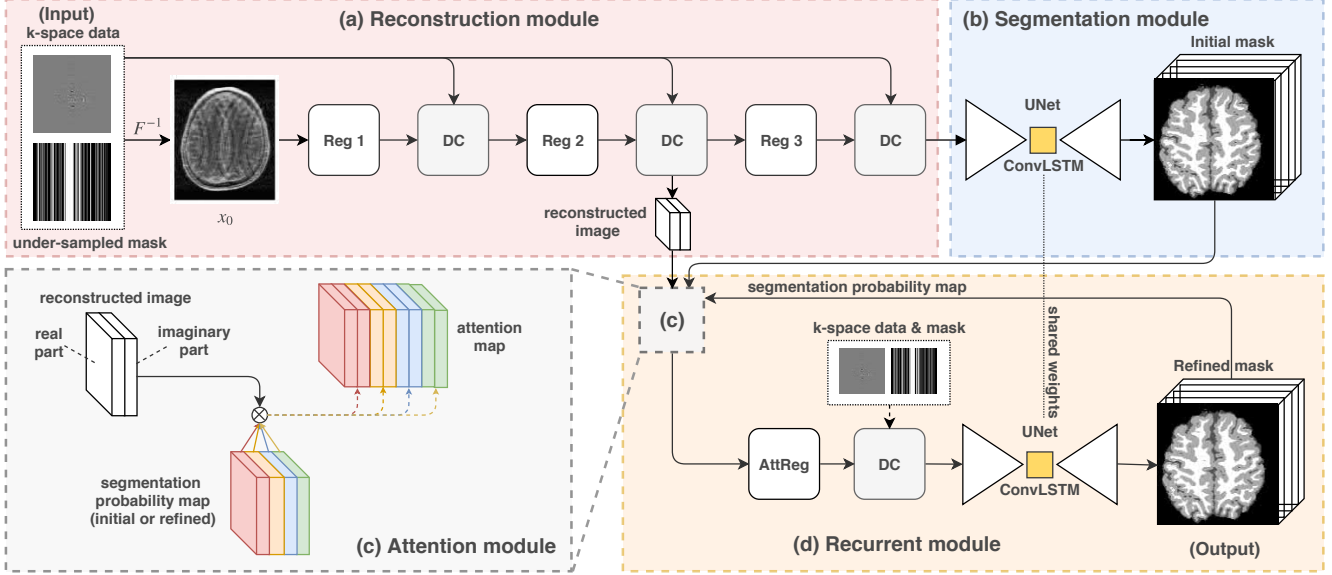 (a) Reconstruction module
(Input)
k-space data
F⁻¹
under-sampled mask
x₀
Reg 1
DC
Reg 2
DC
Reg 3
DC
reconstructed
image
(b) Segmentation module
Initial mask
UNet
ConvLSTM
reconstructed image
real
part
imaginary
part
attention
map
segmentation
probability map
(initial or refined)
(c) Attention module
(c)
segmentation probability map
k-space data & mask
shared weights
Refined mask
AttReg
DC
UNet
ConvLSTM
(d) Recurrent module
(Output)